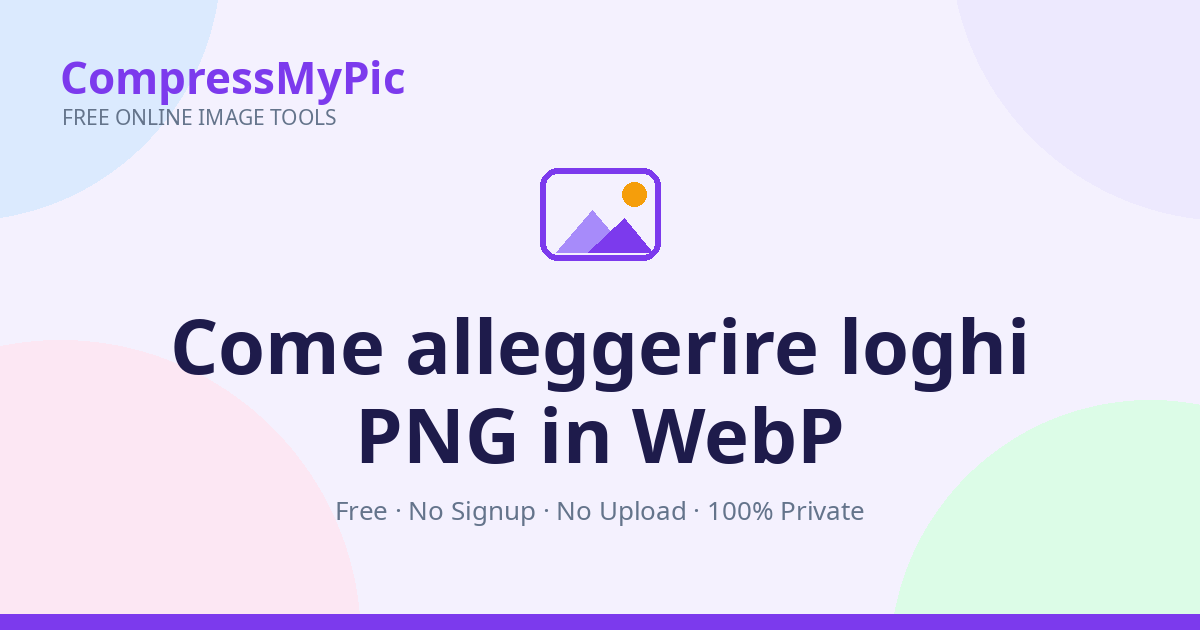 CompressMyPic
FREE ONLINE IMAGE TOOLS
Come alleggerire loghi
PNG in WebP
Free · No Signup · No Upload · 100% Private